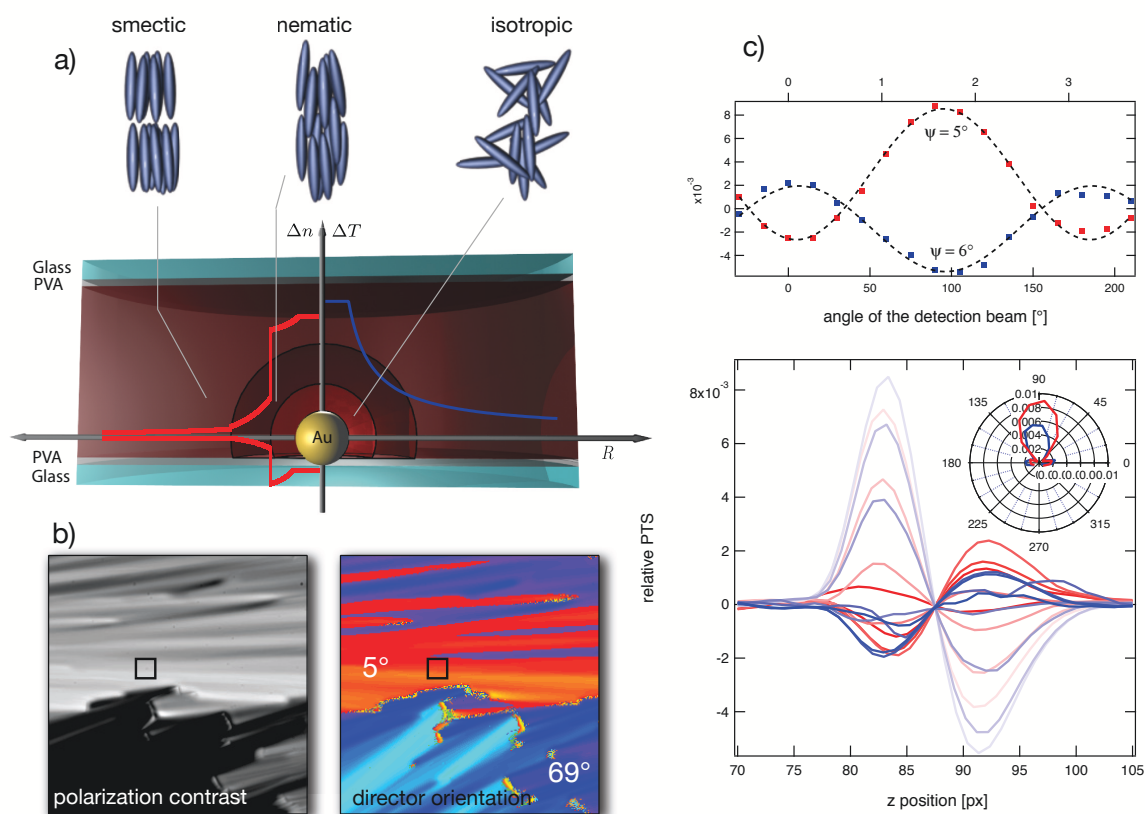 smectic
nematic
isotropic
a)
Δn
ΔT
Glass
PVA
Au
R
PVA
Glass
b)
polarization contrast
5°
69°
director orientation
c)
0 1 2 3
8
6
4
2
0
-2
-4
x10⁻³
ψ = 5°
ψ = 6°
0 50 100 150 200
angle of the detection beam [°]
8x10⁻³
6
4
2
0
-2
-4
relative PTS
90
135 45
180 0
225 315
270
0.010
0.008
0.006
0.004
0.002
70 75 80 85 90 95 100 105
z position [px]